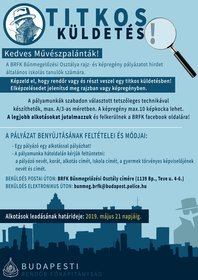 TITKOS
KÜLDETÉS!
Kedves Művészpalánták!
A BRFK Bűnmegelőzési Osztálya rajz- és képregény pályázatot hirdet
általános iskolás tanulók számára.
Képzeld el, hogy rendőr vagy és részt veszel egy titkos küldetésben!
Elképzelésedet jelenítsd meg rajzban vagy képregényben.
A pályamunkák szabadon választott tetszőleges technikával
készíthetők, max. A/3-as méretben. A képregény max.10 képkocka lehet.
A legjobb alkotásokat jutalmazzuk és felkerülnek a BRFK facebook oldalára!
A PÁLYÁZAT BENYÚJTÁSÁNAK FELTÉTELEI ÉS MÓDJAI:
- Egy pályázó egy alkotással pályázhat!
- A pályamunka hátoldalán kérjük feltüntetni:
a pályázó nevét, korát, alkotás címét, iskola címét, a gyermek törvényes képviselőjének
nevét és címét.
BEKÜLDÉS POSTAI ÚTON: BRFK Bűnmegelőzési Osztály címére (1139 Bp., Teve u. 4-6.)
BEKÜLDÉS ELEKTRONIKUS ÚTON: bunmeg.brfk@budapest.police.hu
Alkotások leadásának határideje: 2019. május 21 napjáig.
BUDAPESTI
RENDŐR-FŐKAPITÁNYSÁG